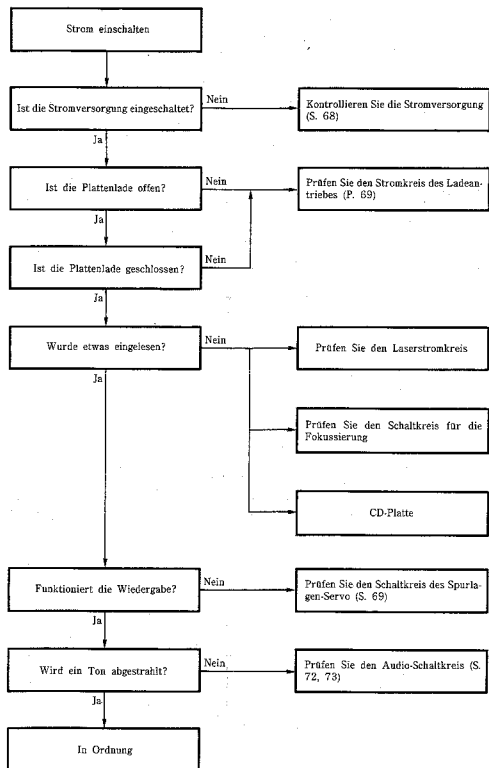 Strom einschalten
Ist die Stromversorgung eingeschaltet?
Nein
Kontrollieren Sie die Stromversorgung
(S. 68)
Ja
Ist die Plattenlade offen?
Nein
Prüfen Sie den Stromkreis des Ladean-
triebes (P. 69)
Ja
Ist die Plattenlade geschlossen?
Nein
Ja
Wurde etwas eingelesen?
Nein
Prüfen Sie den Laserstromkreis
Ja
Prüfen Sie den Schaltkreis für die
Fokussierung
CD-Platte
Funktioniert die Wiedergabe?
Nein
Prüfen Sie den Schaltkreis des Spurla-
gen-Servo (S. 69)
Ja
Wird ein Ton abgestrahlt?
Nein
Prüfen Sie den Audio-Schaltkreis (S.
72, 73)
Ja
In Ordnung